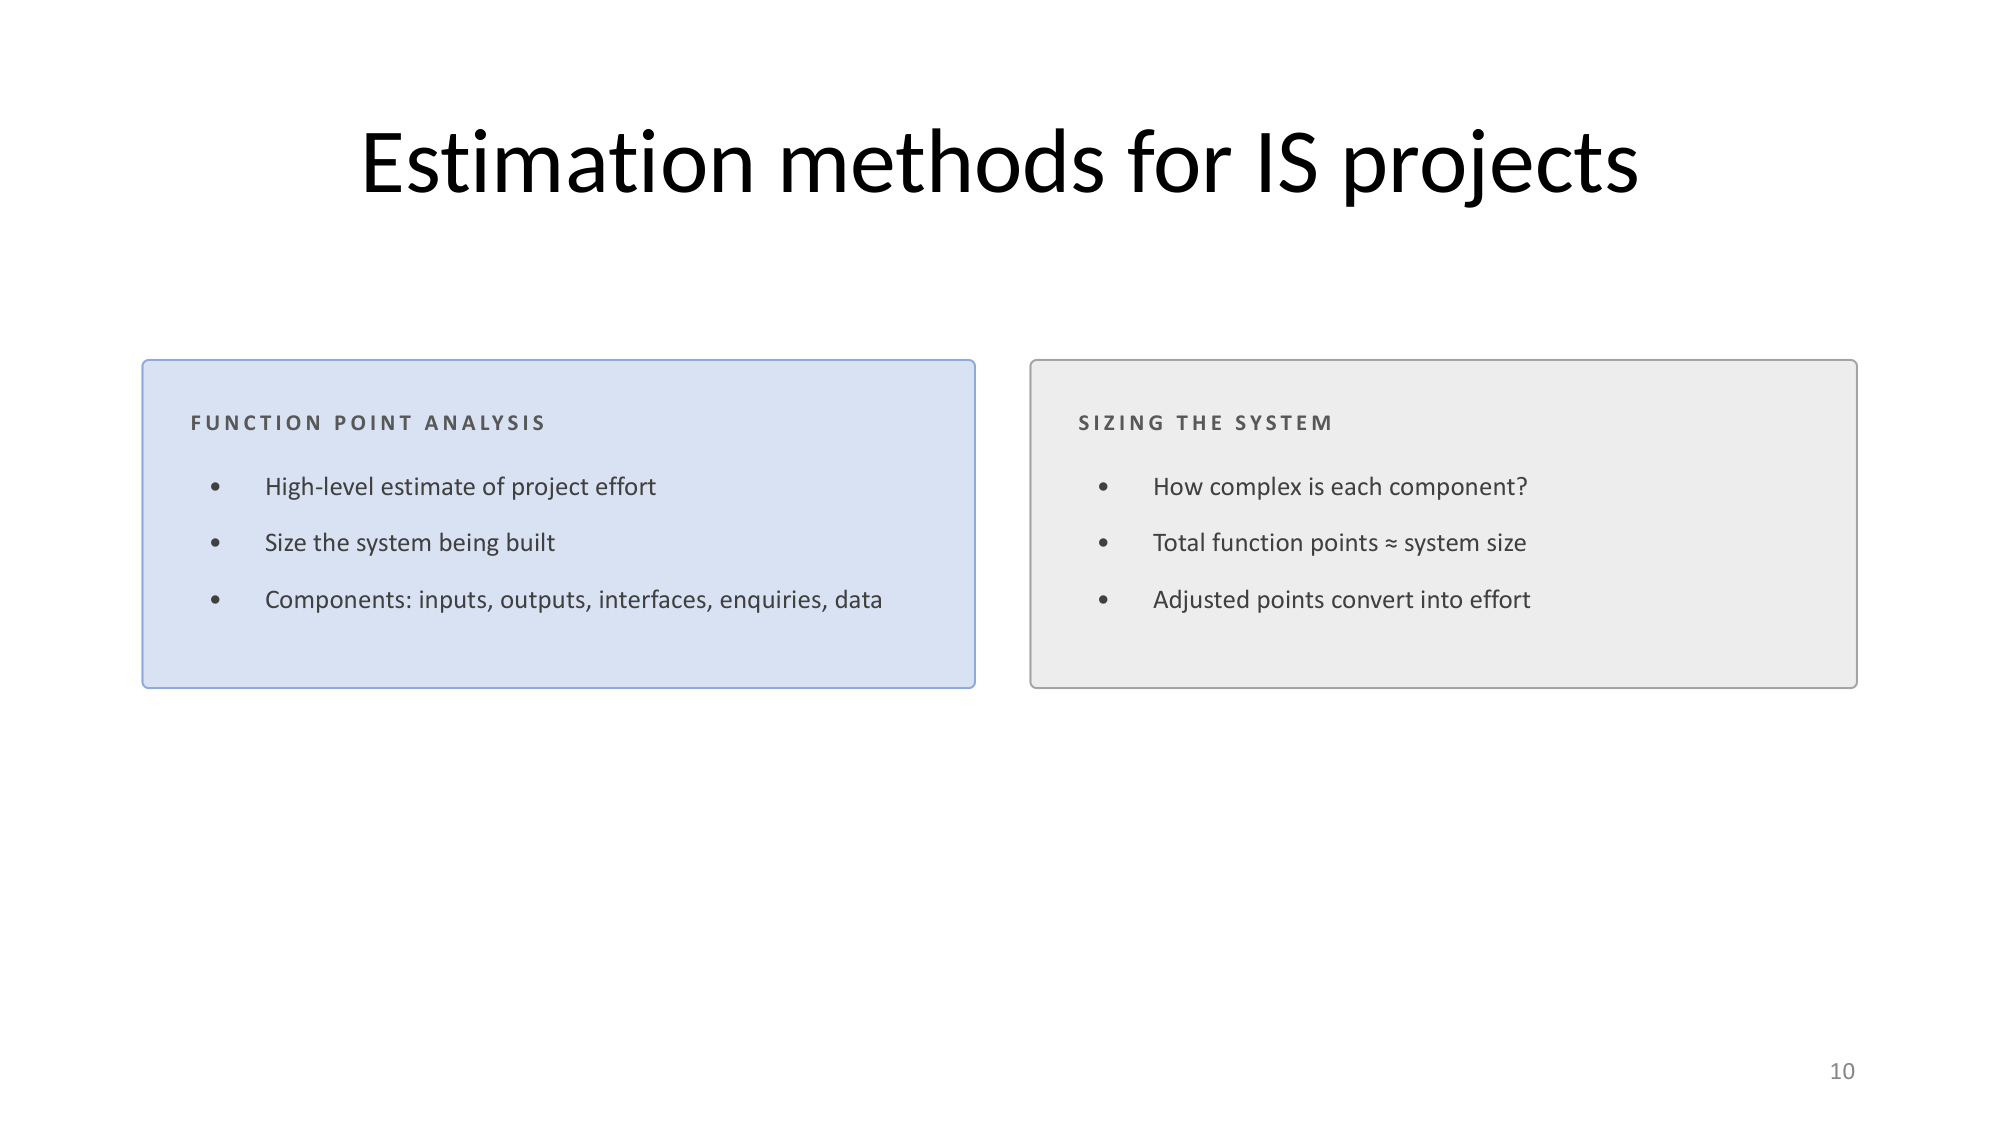 Estimation methods for IS projects
FUNCTION POINT ANALYSIS
• High-level estimate of project effort
• Size the system being built
• Components: inputs, outputs, interfaces, enquiries, data
SIZING THE SYSTEM
• How complex is each component?
• Total function points ≈ system size
• Adjusted points convert into effort
10